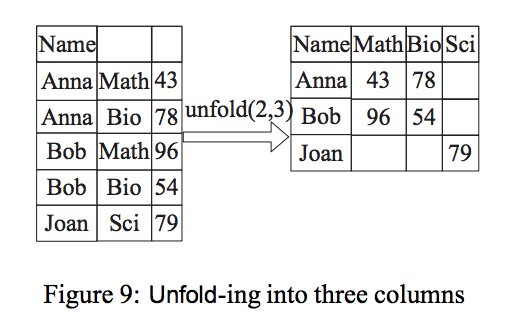 Name
Anna Math 43
Anna Bio 78
Bob Math 96
Bob Bio 54
Joan Sci 79
unfold(2,3)
Name Math Bio Sci
Anna 43 78
Bob 96 54
Joan 79
Figure 9: Unfold-ing into three columns